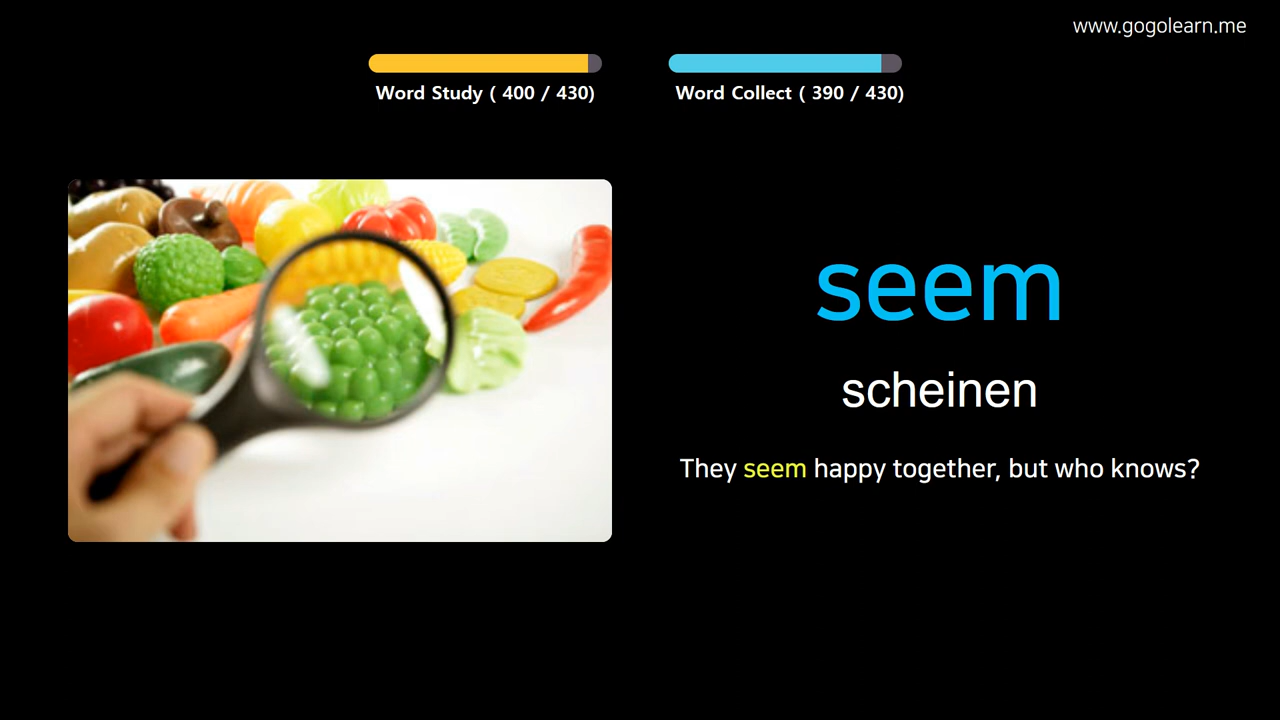 www.gogolearn.me
Word Study ( 400 / 430)
Word Collect ( 390 / 430)
seem
scheinen
They seem happy together, but who knows?